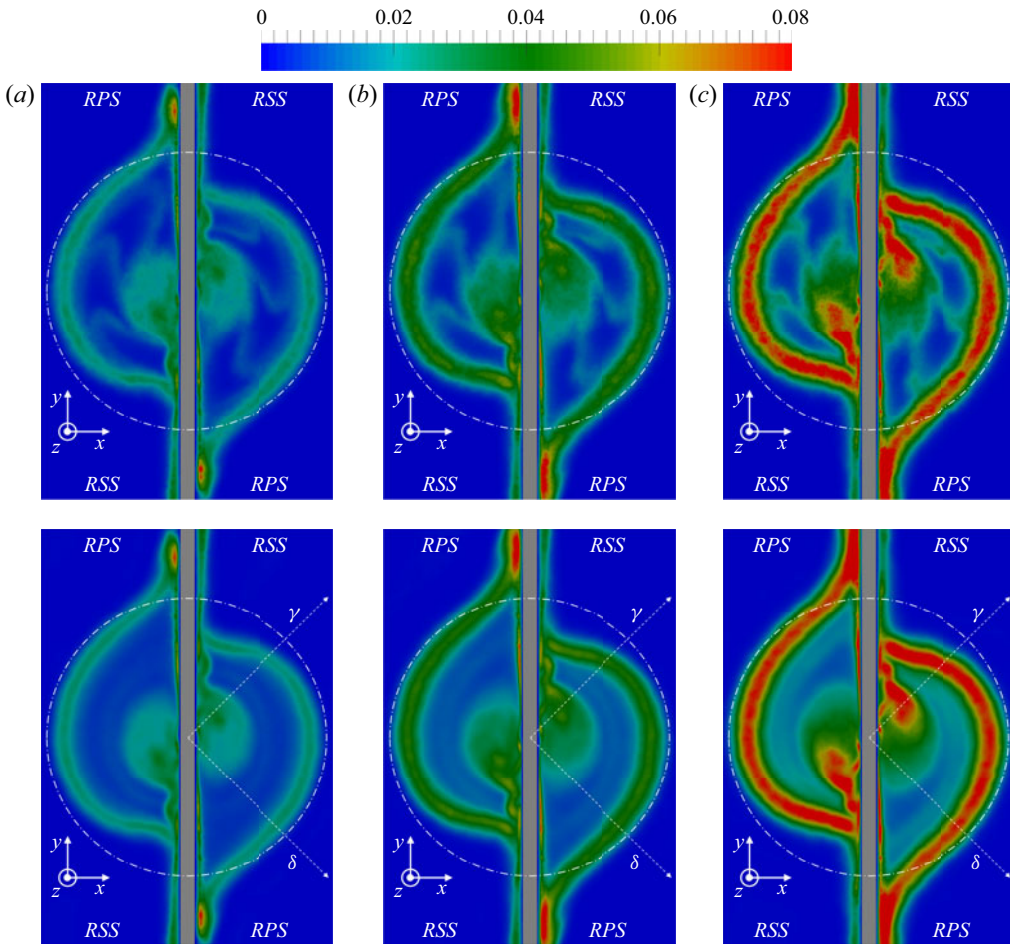 0 0.02 0.04 0.06 0.08
(a) RPS RSS (b) RPS RSS (c) RPS RSS
y y y
z x z x z x
RSS RPS RSS RPS RSS RPS
RPS RSS RPS RSS RPS RSS
γ γ γ
y δ y δ y δ
z x z x z x
RSS RPS RSS RPS RSS RPS